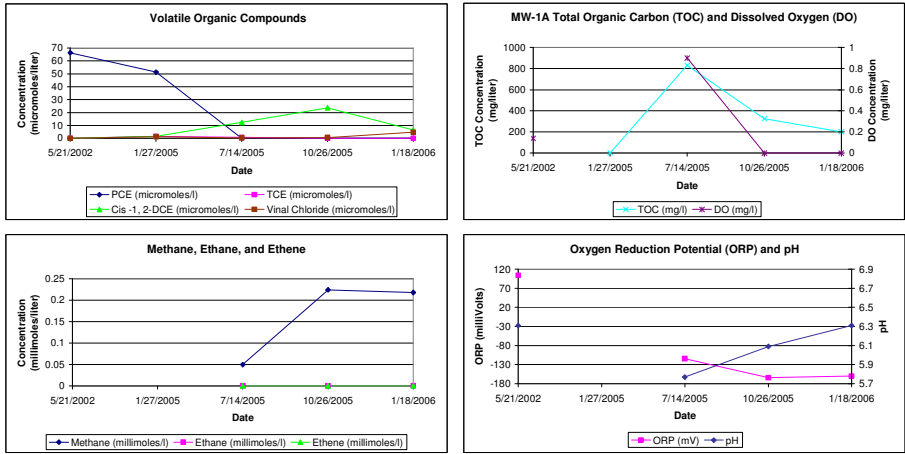 Volatile Organic Compounds
Concentration
(micromoles/liter)
70
60
50
40
30
20
10
0
5/21/2002 1/27/2005 7/14/2005 10/26/2005 1/18/2006
Date
PCE (micromoles/l) TCE (micromoles/l)
Cis -1, 2-DCE (micromoles/l) Vinal Chloride (micromoles/l)
MW-1A Total Organic Carbon (TOC) and Dissolved Oxygen (DO)
TOC Concentration
(mg/liter)
1000
800
600
400
200
0
1
0.8
0.6
0.4
0.2
0
DO Concentration
(mg/liter)
5/21/2002 1/27/2005 7/14/2005 10/26/2005 1/18/2006
Date
TOC (mg/l) DO (mg/l)
Methane, Ethane, and Ethene
Concentration
(millimoles/liter)
0.25
0.2
0.15
0.1
0.05
0
5/21/2002 1/27/2005 7/14/2005 10/26/2005 1/18/2006
Date
Methane (millimoles/l) Ethane (millimoles/l) Ethene (millimoles/l)
Oxygen Reduction Potential (ORP) and pH
ORP (milliVolts)
120
70
20
-30
-80
-130
-180
6.9
6.7
6.5
6.3
6.1
5.9
5.7
pH
5/21/2002 1/27/2005 7/14/2005 10/26/2005 1/18/2006
Date
ORP (mV) pH